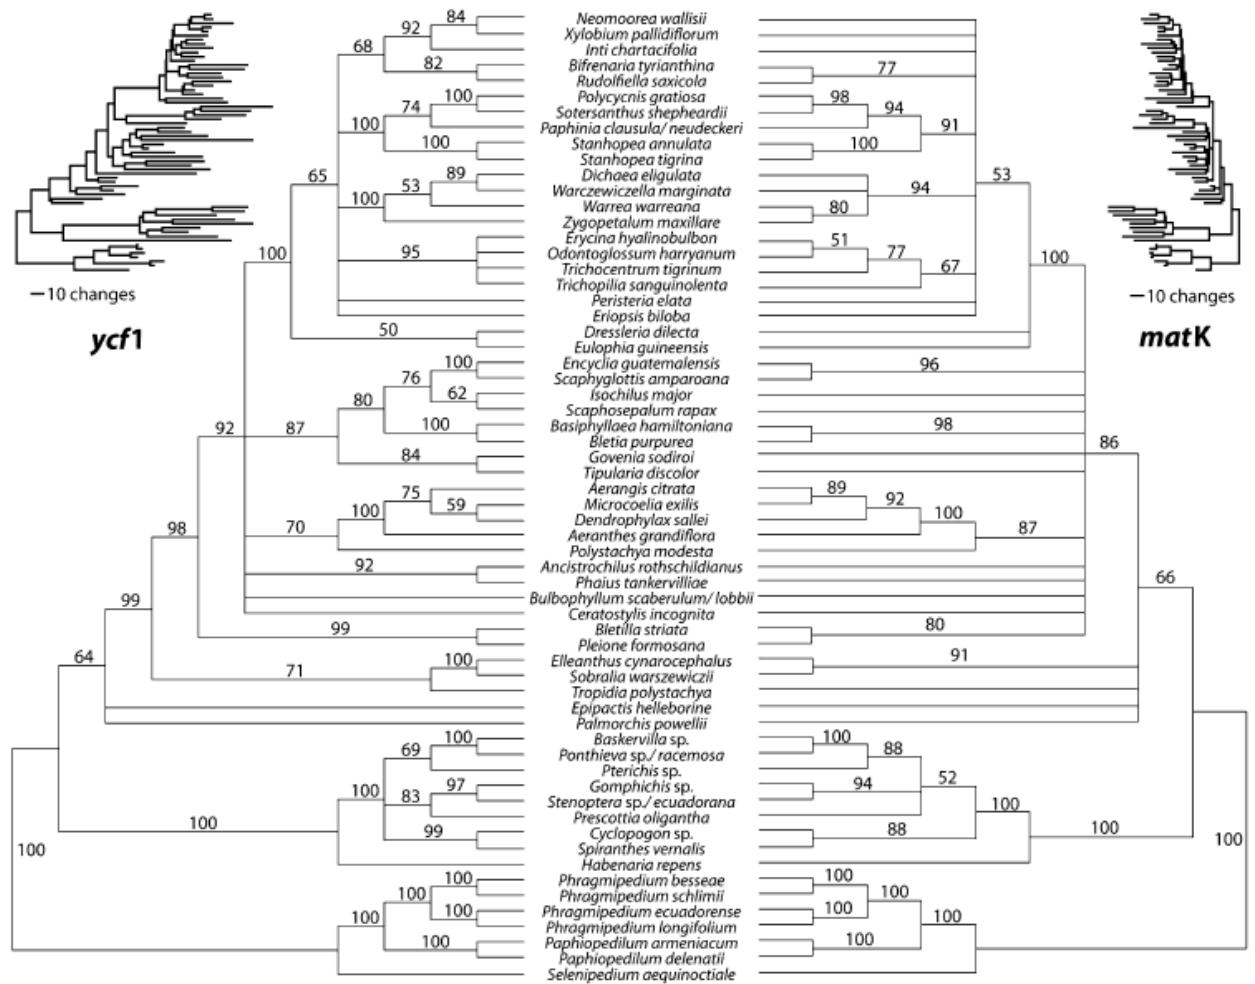 10 changes
ycf1
10 changes
matK
Neomoorea wallisii
Xylobium pallidiflorum
Inti chartacifolia
Bifrenaria tyrianthina
Rudolfiella saxicola
Polycycnis gratiosa
Sotersanthus shepheardii
Paphinia clausula/ neudeckeri
Stanhopea annulata
Stanhopea tigrina
Dichaea eligulata
Warczewiczella marginata
Warrea warreana
Zygopetalum maxillare
Erycina hyalinobulbon
Odontoglossum harryanum
Trichocentrum tigrinum
Trichopilia sanguinolenta
Peristeria elata
Eriopsis biloba
Dressleria dilecta
Eulophia guineensis
Encyclia guatemalensis
Scaphyglottis amparoana
Isochilus major
Scaphosepalum rapax
Basiphyllaea hamiltoniana
Bletia purpurea
Govenia sodiroi
Tipularia discolor
Aerangis citrata
Microcoelia exilis
Dendrophylax sallei
Aeranthes grandiflora
Polystachya modesta
Ancistrochilus rothschildianus
Phaius tankervilliae
Bulbophyllum scaberulum/ lobbii
Ceratostylis incognita
Bletilla striata
Pleione formosana
Elleanthus cynarocephalus
Sobralia warszewiczii
Tropidia polystachya
Epipactis helleborine
Palmorchis powellii
Baskervilla sp.
Ponthieva sp./ racemosa
Pterichis sp.
Gomphichis sp.
Stenoptera sp./ ecuadorana
Prescottia oligantha
Cyclopogon sp.
Spiranthes vernalis
Habenaria repens
Phragmipedium besseae
Phragmipedium schlimii
Phragmipedium ecuadorense
Phragmipedium longifolium
Paphiopedilum armeniacum
Paphiopedilum delenatii
Selenipedium aequinoctiale
84
92
68
82
100
74
100
100
65
89
53
100
95
100
50
100
76
62
80
100
92
87
84
75
59
100
70
98
92
99
99
64
100
71
100
69
97
100
83
100
99
100
100
100
100
100
100
77
98
94
91
100
53
94
80
51
77
67
100
96
98
86
89
92
100
87
66
80
91
100
88
94
52
100
88
100
100
100
100
100
100
100